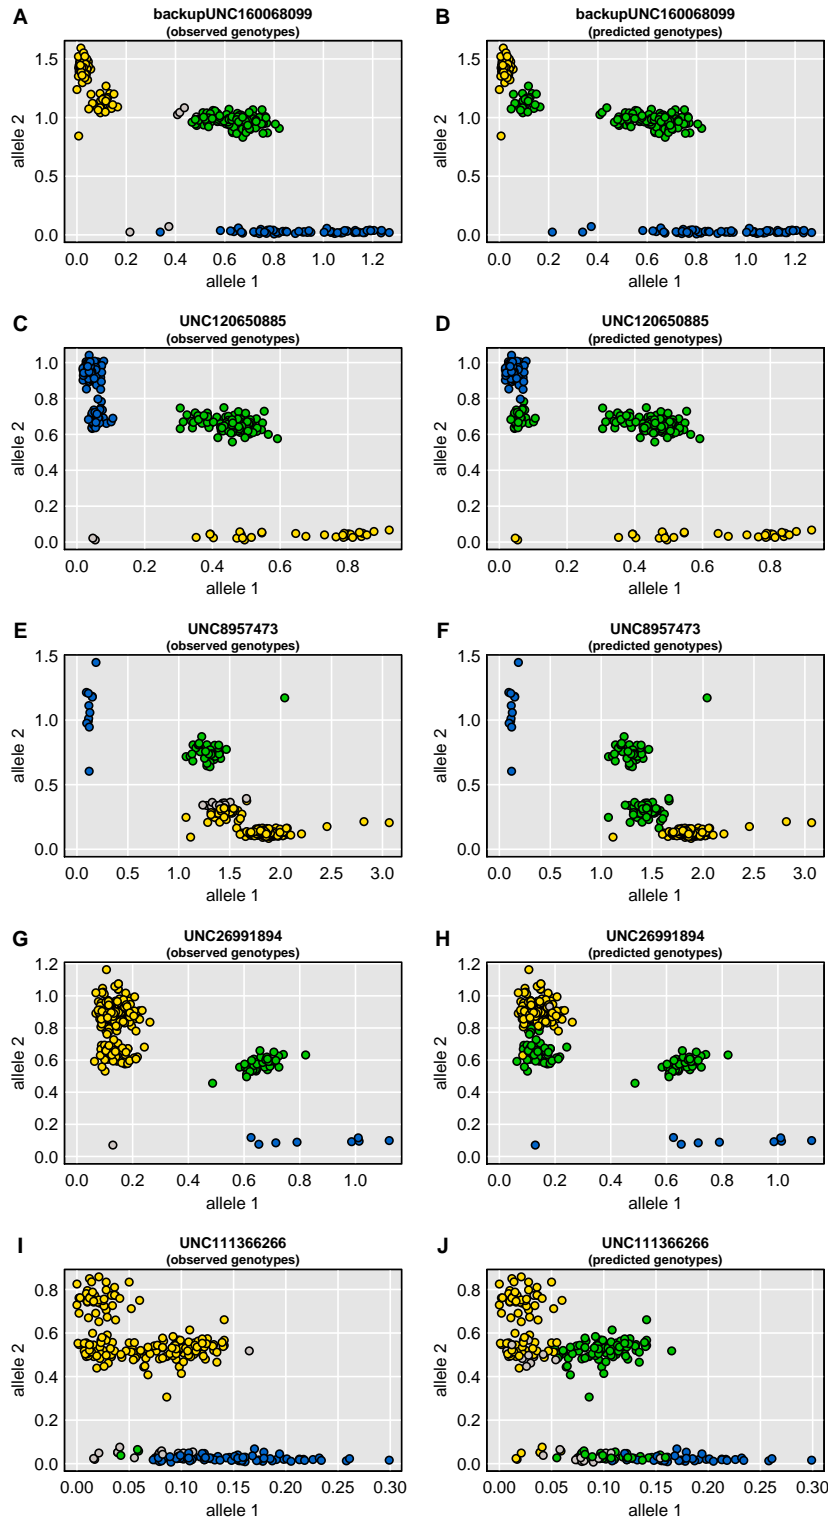 A
backupUNC160068099
(observed genotypes)
allele 2
1.5
1.0
0.5
0.0
0.0 0.2 0.4 0.6 0.8 1.0 1.2
allele 1
B
backupUNC160068099
(predicted genotypes)
allele 2
1.5
1.0
0.5
0.0
0.0 0.2 0.4 0.6 0.8 1.0 1.2
allele 1
C
UNC120650885
(observed genotypes)
allele 2
1.0
0.8
0.6
0.4
0.2
0.0
0.0 0.2 0.4 0.6 0.8
allele 1
D
UNC120650885
(predicted genotypes)
allele 2
1.0
0.8
0.6
0.4
0.2
0.0
0.0 0.2 0.4 0.6 0.8
allele 1
E
UNC8957473
(observed genotypes)
allele 2
1.5
1.0
0.5
0.0
0.0 0.5 1.0 1.5 2.0 2.5 3.0
allele 1
F
UNC8957473
(predicted genotypes)
allele 2
1.5
1.0
0.5
0.0
0.0 0.5 1.0 1.5 2.0 2.5 3.0
allele 1
G
UNC26991894
(observed genotypes)
allele 2
1.2
1.0
0.8
0.6
0.4
0.2
0.0
0.0 0.2 0.4 0.6 0.8 1.0
allele 1
H
UNC26991894
(predicted genotypes)
allele 2
1.2
1.0
0.8
0.6
0.4
0.2
0.0
0.0 0.2 0.4 0.6 0.8 1.0
allele 1
I
UNC111366266
(observed genotypes)
allele 2
0.8
0.6
0.4
0.2
0.0
0.00 0.05 0.10 0.15 0.20 0.25 0.30
allele 1
J
UNC111366266
(predicted genotypes)
allele 2
0.8
0.6
0.4
0.2
0.0
0.00 0.05 0.10 0.15 0.20 0.25 0.30
allele 1